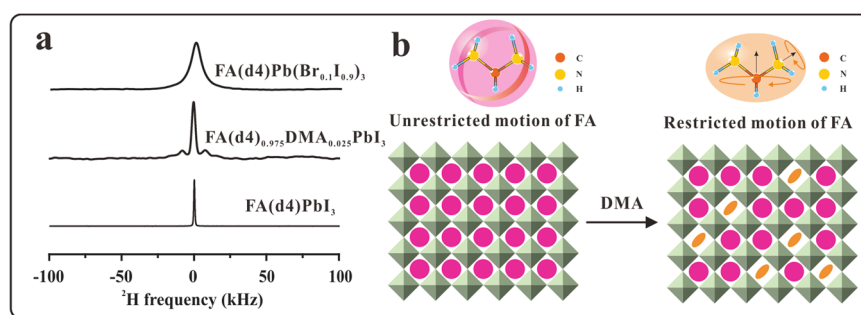 a
FA(d4)Pb(Br0.1I0.9)3
FA(d4)0.975DMA0.025PbI3
FA(d4)PbI3
-100 -50 0 50 100
2H frequency (kHz)
b
C
N
H
Unrestricted motion of FA
C
N
H
Restricted motion of FA
DMA